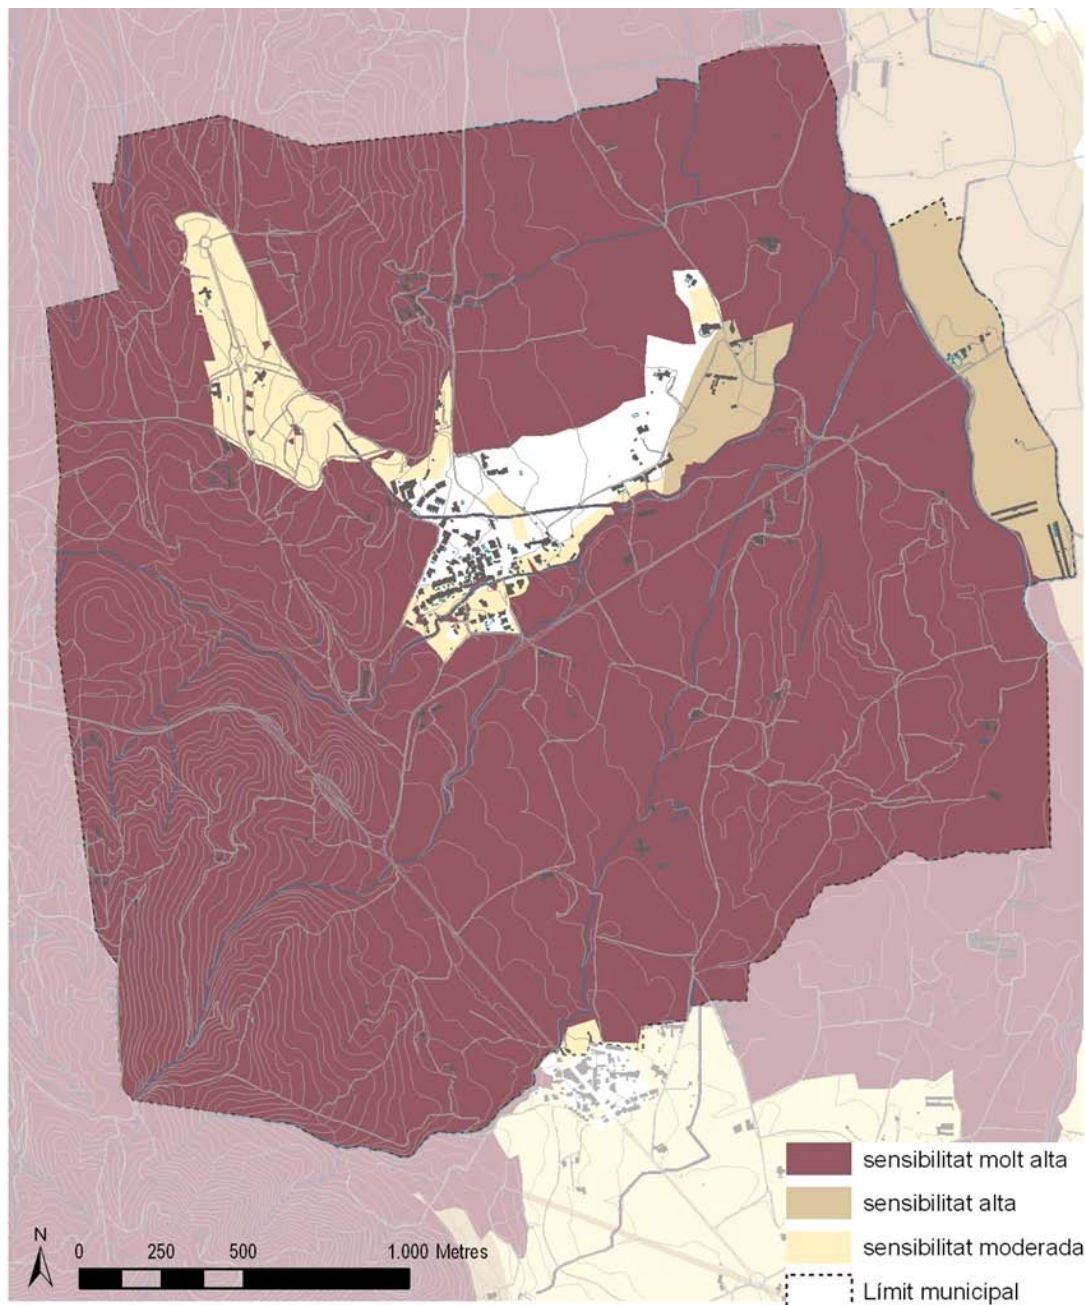 sensibilitat molt alta
sensibilitat alta
sensibilitat moderada
Límit municipal
N
0 250 500 1.000 Metres